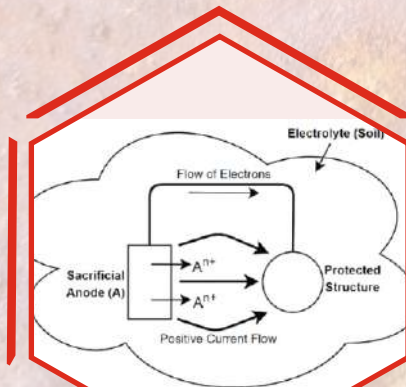 Electrolyte (Soil)
Flow of Electrons
Aⁿ⁺
Sacrificial
Anode (A)
Protected
Structure
Aⁿ⁺
Positive Current Flow